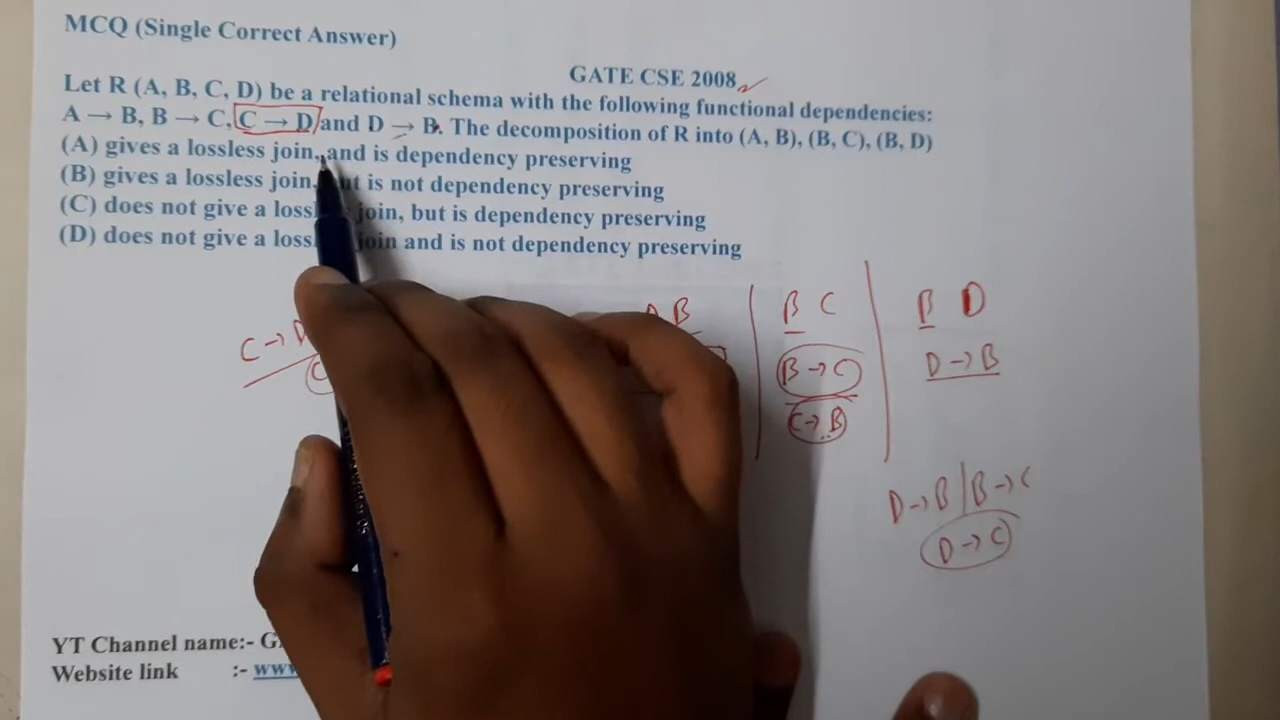 MCQ (Single Correct Answer)
GATE CSE 2008
Let R (A, B, C, D) be a relational schema with the following functional dependencies:
A → B, B → C, C → D and D → B. The decomposition of R into (A, B), (B, C), (B, D)
(A) gives a lossless join, and is dependency preserving
(B) gives a lossless join, is not dependency preserving
(C) does not give a join, but is dependency preserving
(D) does not give a join and is not dependency preserving
B | B C | B D
C → D
B → C
D → B
C → B
D → B | B → C
D → C
YT Channel name:-
Website link :-